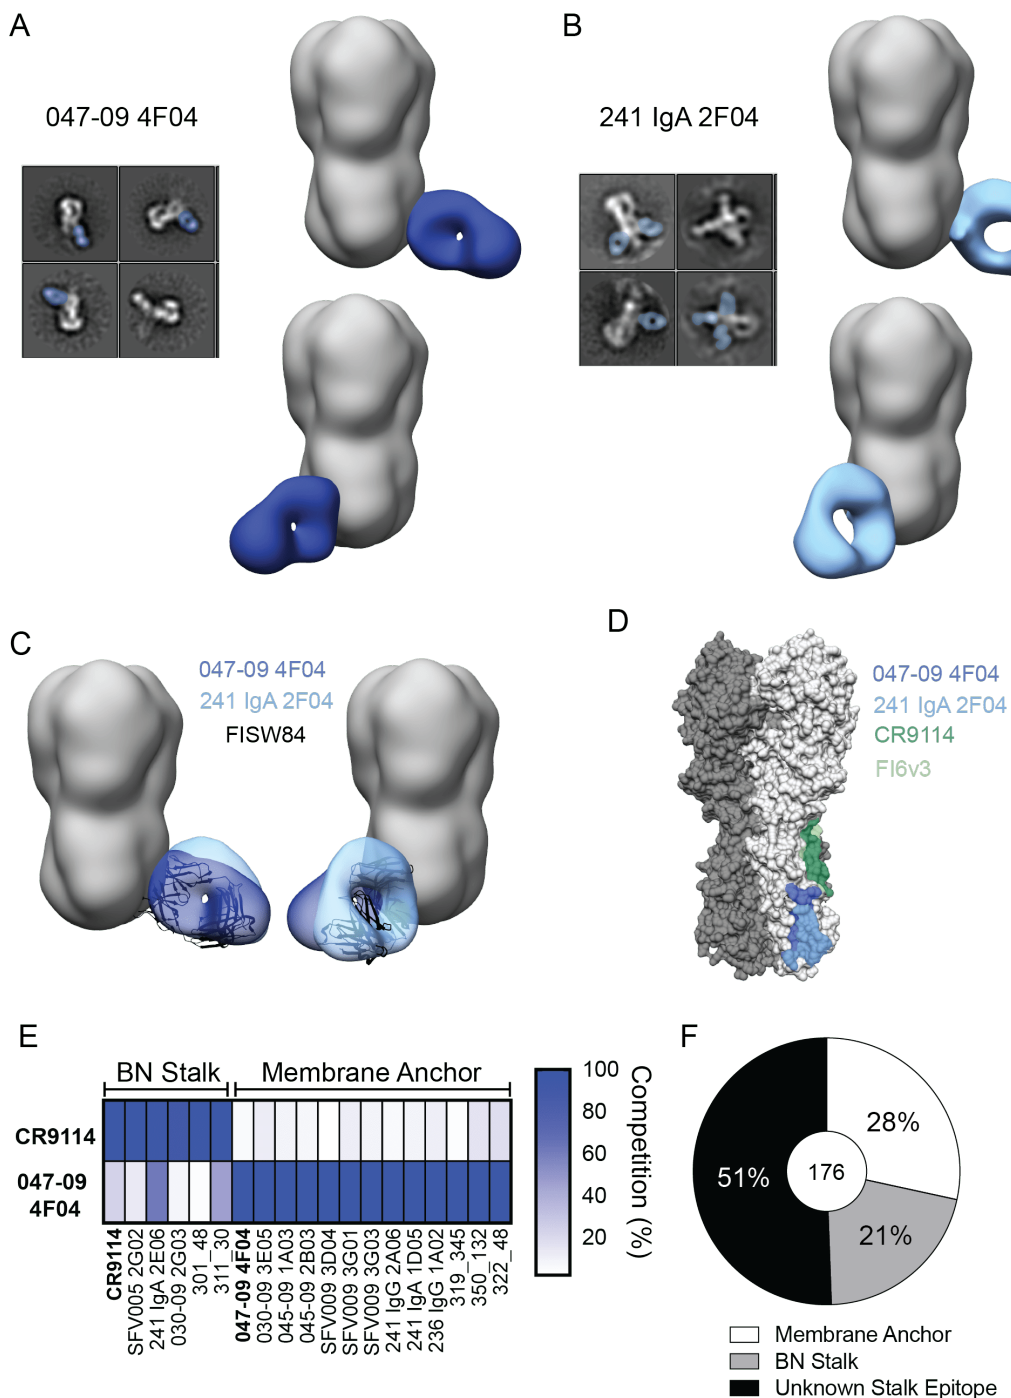 A
047-09 4F04
B
241 IgA 2F04
C
047-09 4F04
241 IgA 2F04
FISW84
D
047-09 4F04
241 IgA 2F04
CR9114
FI6v3
E
BN Stalk
Membrane Anchor
CR9114
047-09
4F04
CR9114
SFV005 2G02
241 IgA 2E06
030-09 2G03
301_48
311_30
047-09 4F04
030-09 3E05
045-09 1A03
045-09 2B03
SFV009 3D04
SFV009 3G01
SFV009 3G03
241 IgG 2A06
241 IgA 1D05
236 IgG 1A02
319_345
350_132
322_48
100
80
60
40
20
Competition (%)
F
28%
176
51%
21%
Membrane Anchor
BN Stalk
Unknown Stalk Epitope